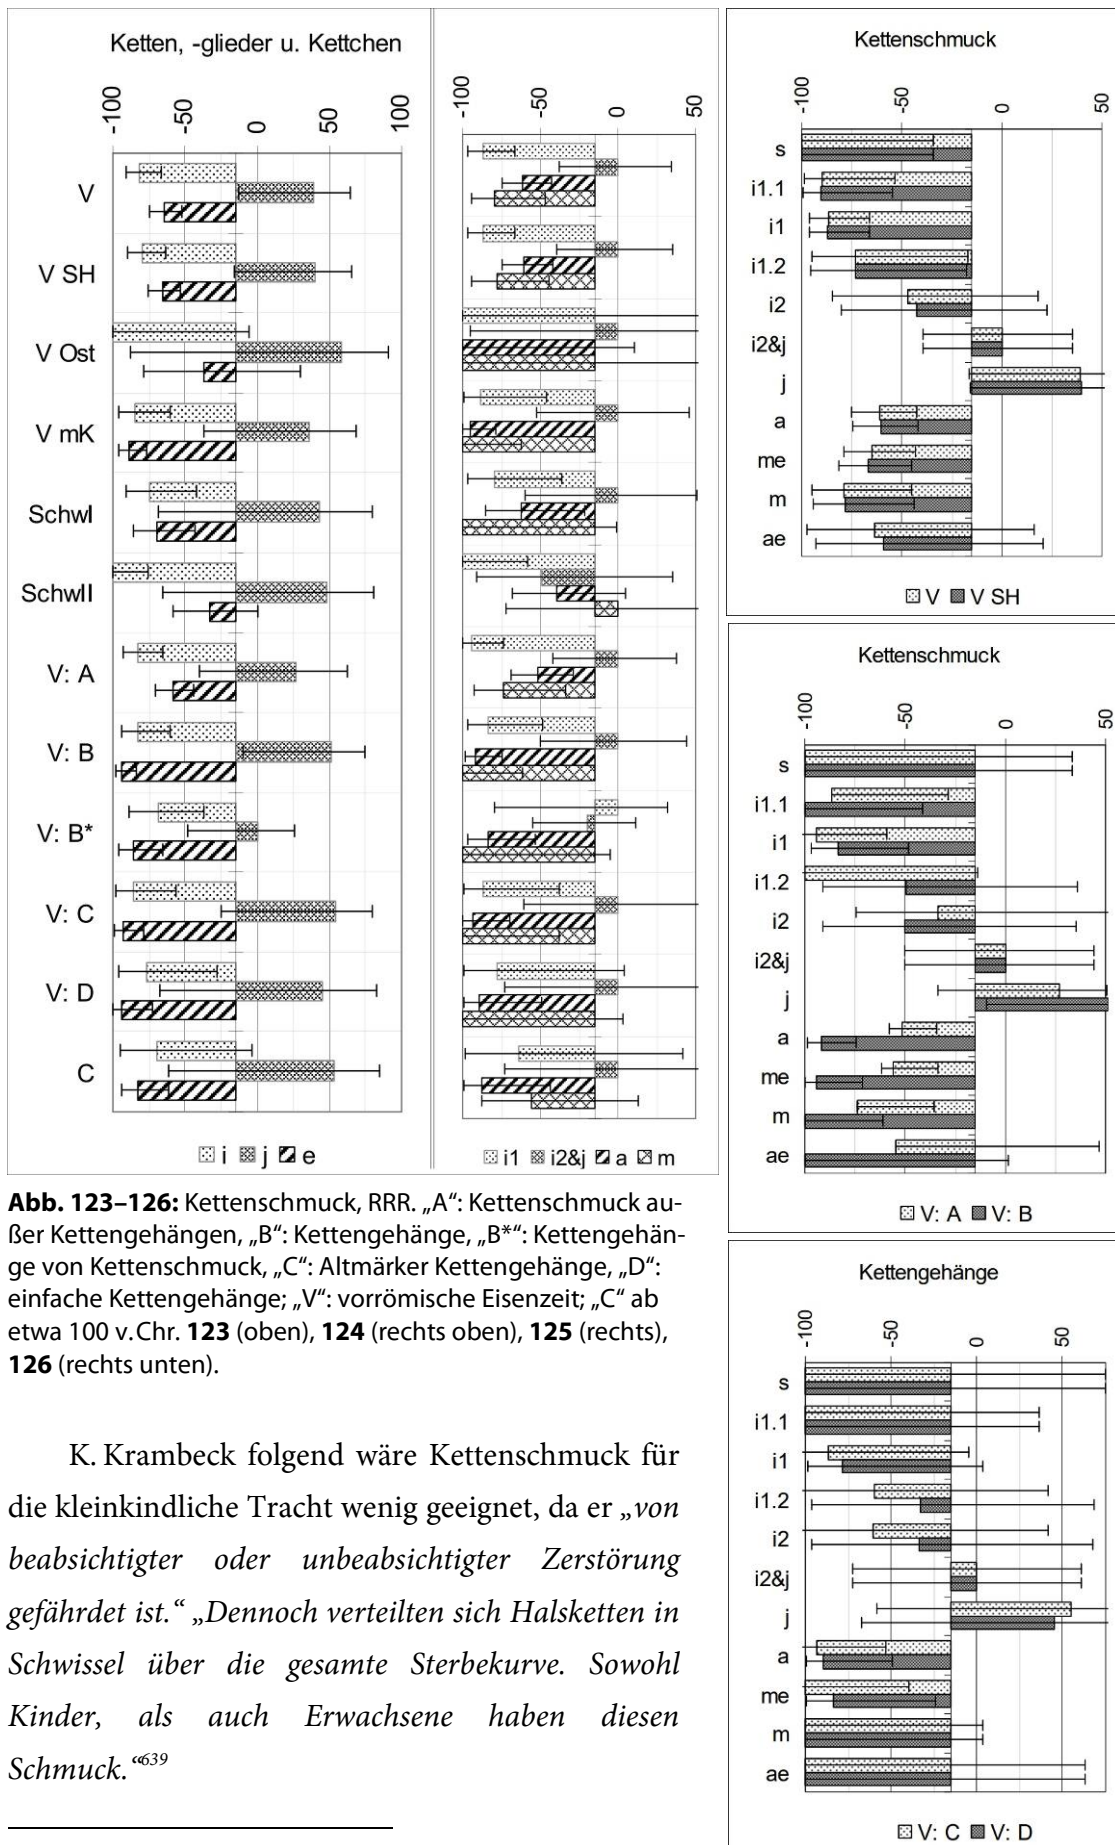 Ketten, -glieder u. Kettchen
-100
-50
0
50
100
V
V SH
V Ost
V mK
SchwI
SchwII
V: A
V: B
V: B*
V: C
V: D
C
i j e
-100
-50
0
50
i1 i2&j a m
Kettenschmuck
-100
-50
0
50
s
i1.1
i1
i1.2
i2
i2&j
j
a
me
m
ae
V V SH
Kettenschmuck
-100
-50
0
50
s
i1.1
i1
i1.2
i2
i2&j
j
a
me
m
ae
V: A V: B
Kettengehänge
-100
-50
0
50
s
i1.1
i1
i1.2
i2
i2&j
j
a
me
m
ae
V: C V: D
Abb. 123–126: Kettenschmuck, RRR. „A“: Kettenschmuck au-
ßer Kettengehängen, „B“: Kettengehänge, „B*“: Kettengehän-
ge von Kettenschmuck, „C“: Altmärker Kettengehänge, „D“:
einfache Kettengehänge; „V“: vorrömische Eisenzeit; „C“ ab
etwa 100 v. Chr. 123 (oben), 124 (rechts oben), 125 (rechts),
126 (rechts unten).
K. Krambeck folgend wäre Kettenschmuck für
die kleinkindliche Tracht wenig geeignet, da er „von
beabsichtigter oder unbeabsichtigter Zerstörung
gefährdet ist.“ „Dennoch verteilten sich Halsketten in
Schwissel über die gesamte Sterbekurve. Sowohl
Kinder, als auch Erwachsene haben diesen
Schmuck.“639